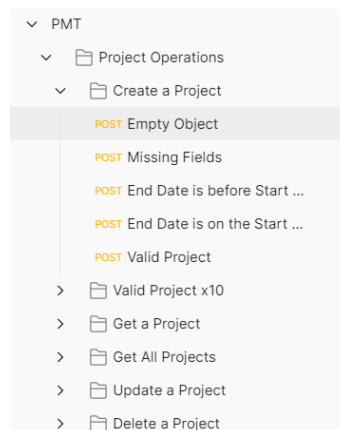 PMT
Project Operations
Create a Project
POST Empty Object
POST Missing Fields
POST End Date is before Start ...
POST End Date is on the Start ...
POST Valid Project
Valid Project x10
Get a Project
Get All Projects
Update a Project
Delete a Project